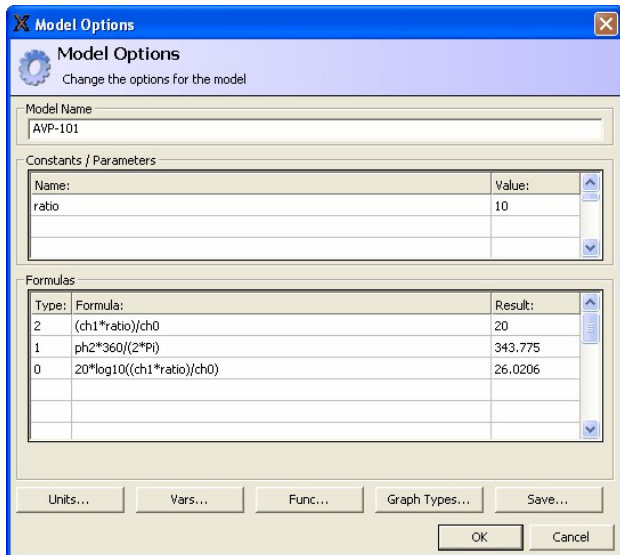 Model Options
Model Options
Change the options for the model
Model Name
AVP-101
Constants / Parameters
Name: Value:
ratio 10
Formulas
Type: Formula: Result:
2 (ch1*ratio)/ch0 20
1 ph2*360/(2*Pi) 343.775
0 20*log10((ch1*ratio)/ch0) 26.0206
Units... Vars... Func... Graph Types... Save...
OK Cancel